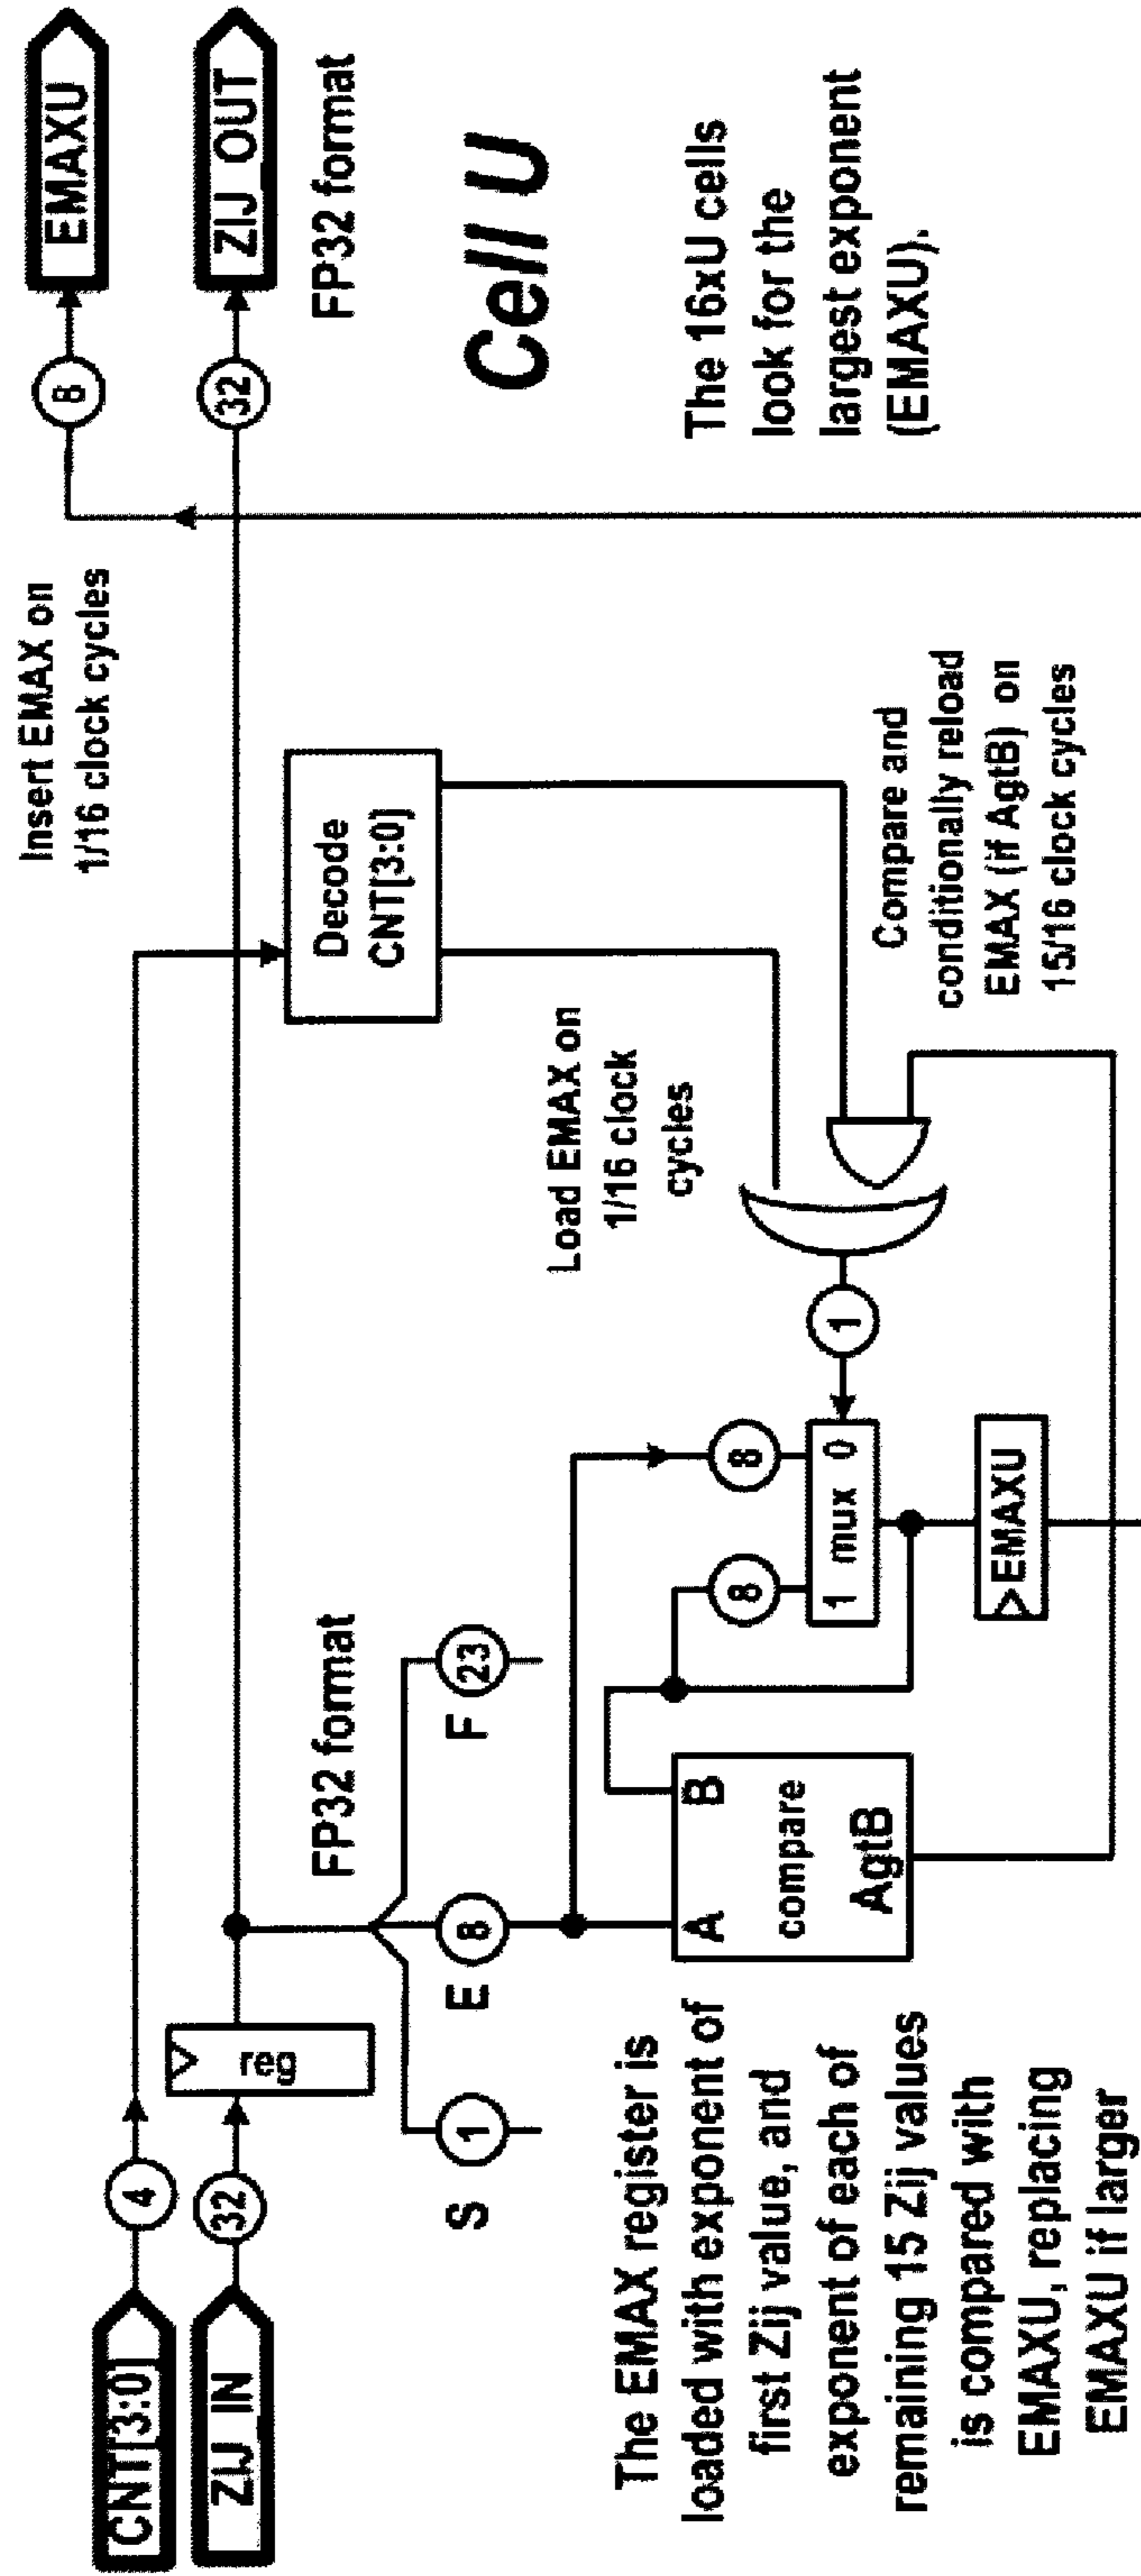 CNT[3:0]
4
ZIJ_IN
32
reg
Insert EMAX on
1/16 clock cycles
8
EMAXU
32
ZIJ_OUT
FP32 format
FP32 format
S
1
E
8
F
23
Decode
CNT[3:0]
Cell U
The 16xU cells
look for the
largest exponent
(EMAXU).
Load EMAX on
1/16 clock
cycles
Compare and
conditionally reload
EMAX (if AgtB) on
15/16 clock cycles
A
B
compare
AgtB
8
8
1 mux 0
1
>EMAXU
The EMAX register is
loaded with exponent of
first Zij value, and
exponent of each of
remaining 15 Zij values
is compared with
EMAXU, replacing
EMAXU if larger